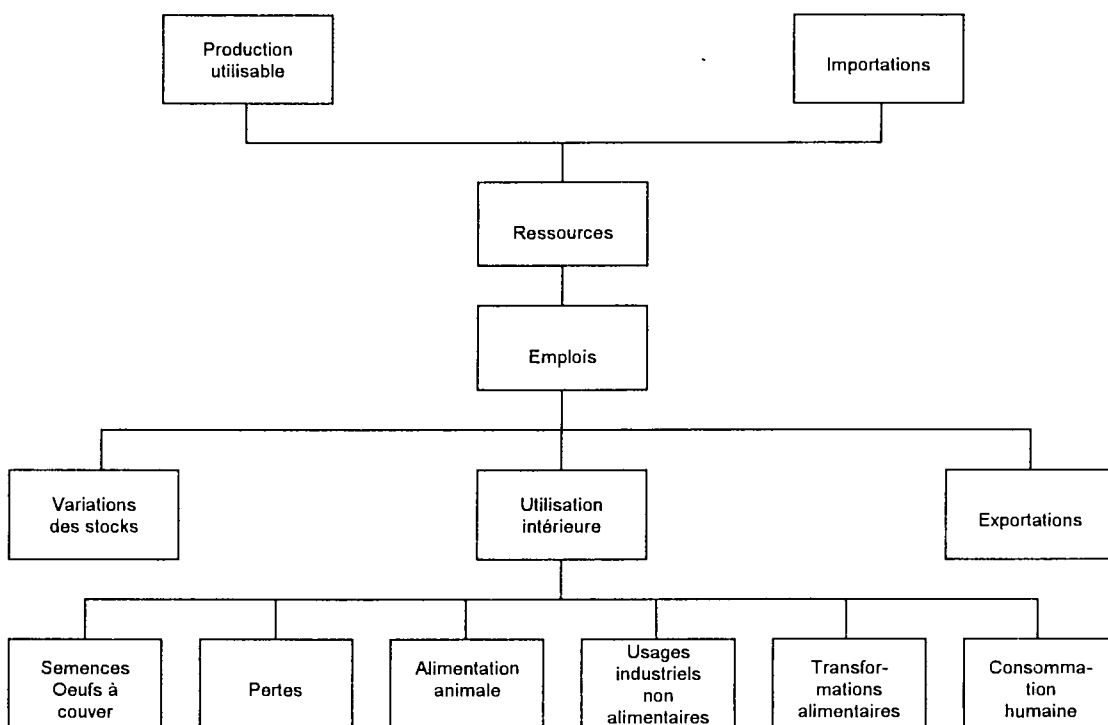 Production
utilisable
Importations
Ressources
Emplois
Variations
des stocks
Utilisation
intérieure
Exportations
Semences
Oeufs à
couver
Pertes
Alimentation
animale
Usages
industriels
non
alimentaires
Transfor-
mations
alimentaires
Consomma-
tion
humaine